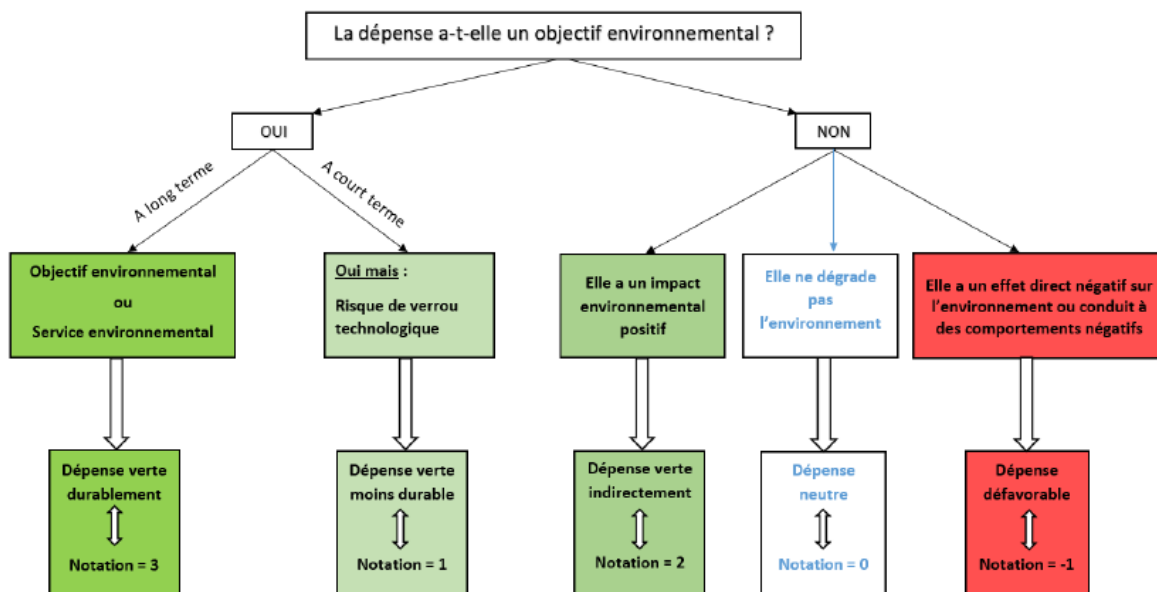 La dépense a-t-elle un objectif environnemental ?
OUI
NON
A long terme
A court terme
Objectif environnemental
ou
Service environnemental
Oui mais :
Risque de verrou
technologique
Elle a un impact
environnemental
positif
Elle ne dégrade
pas
l'environnement
Elle a un effet direct négatif sur
l'environnement ou conduit à
des comportements négatifs
Dépense verte
durablement
Notation = 3
Dépense verte
moins durable
Notation = 1
Dépense verte
indirectement
Notation = 2
Dépense
neutre
Notation = 0
Dépense
défavorable
Notation = -1